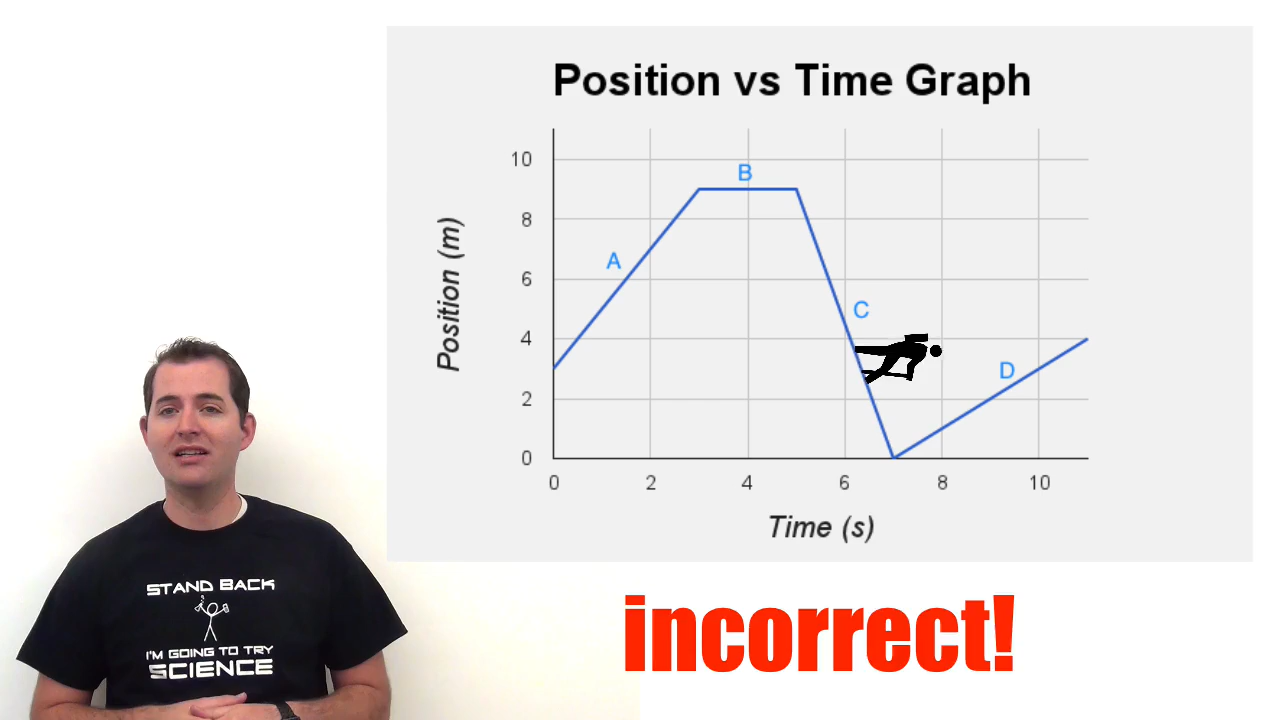 Position vs Time Graph
Position (m)
10
8
6
4
2
0
A
B
C
D
0 2 4 6 8 10
Time (s)
STAND BACK
I'M GOING TO TRY
SCIENCE
incorrect!